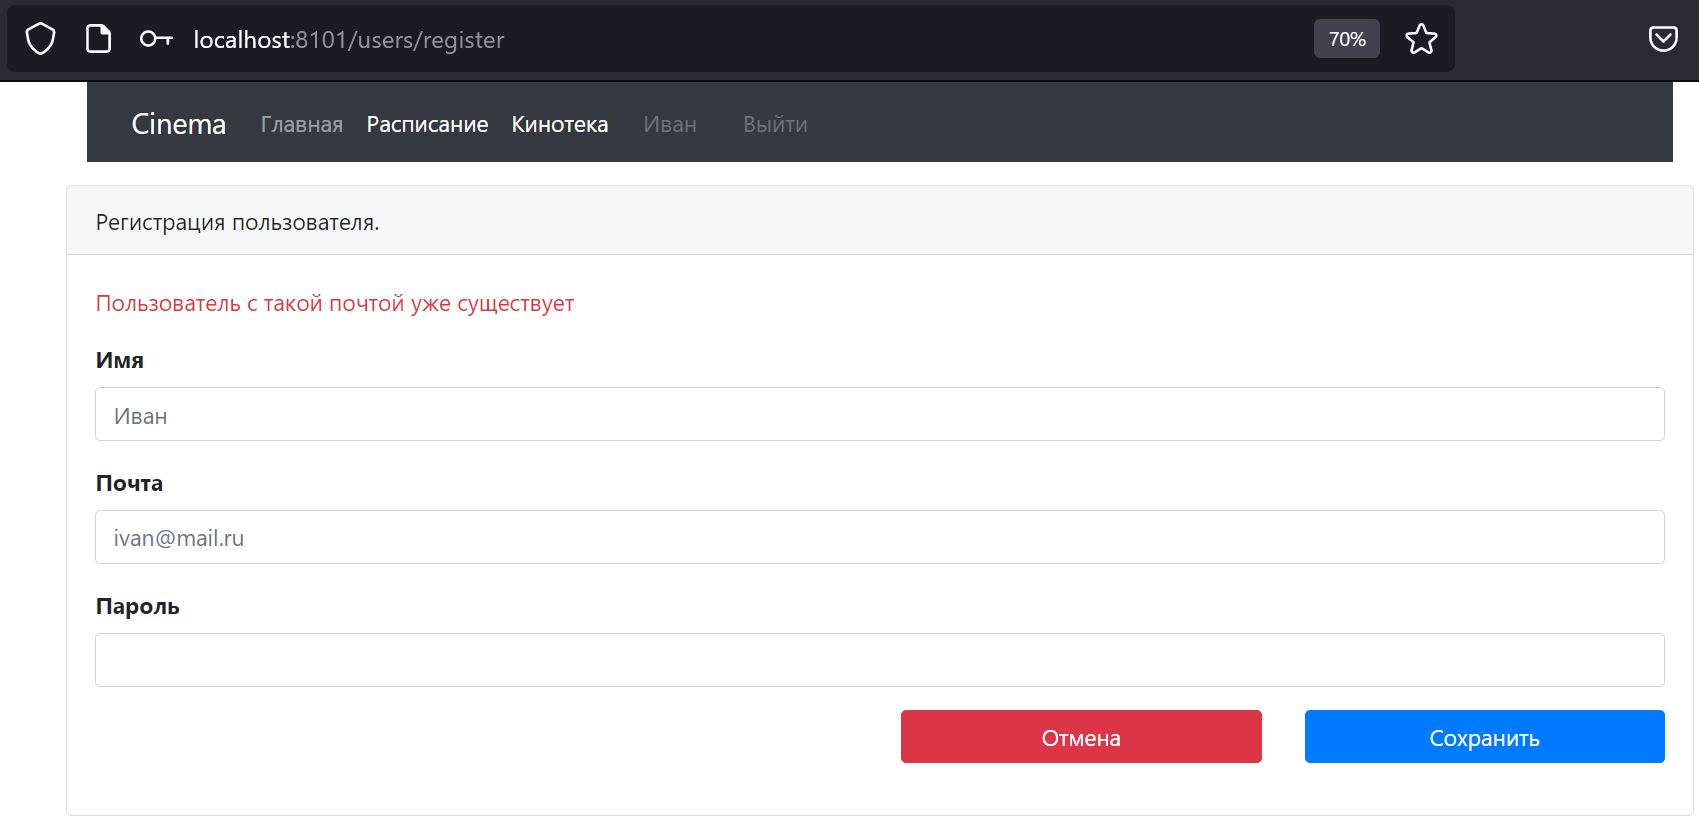 localhost:8101/users/register 70%
Cinema Главная Расписание Кинотека Иван Выйти
Регистрация пользователя.
Пользователь с такой почтой уже существует
Имя
Иван
Почта
ivan@mail.ru
Пароль
Отмена Сохранить